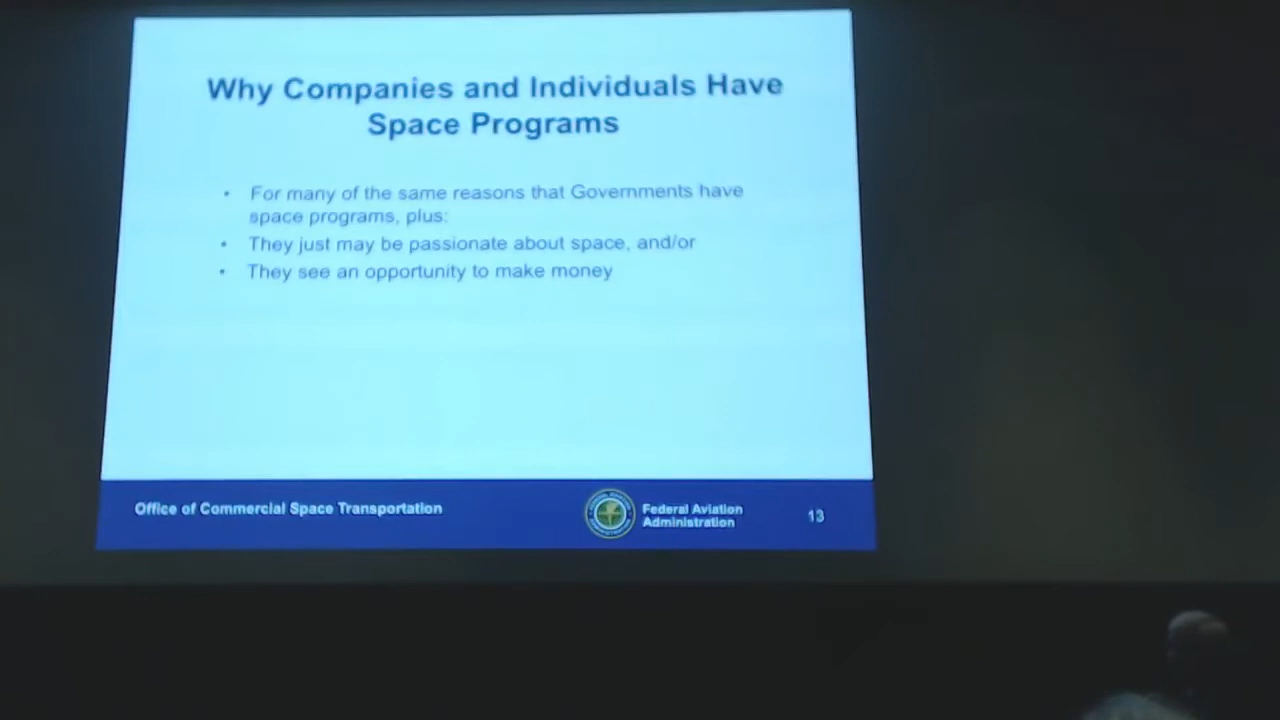 Why Companies and Individuals Have
Space Programs
• For many of the same reasons that Governments have
space programs, plus:
• They just may be passionate about space, and/or
• They see an opportunity to make money
Office of Commercial Space Transportation
Federal Aviation
Administration
13